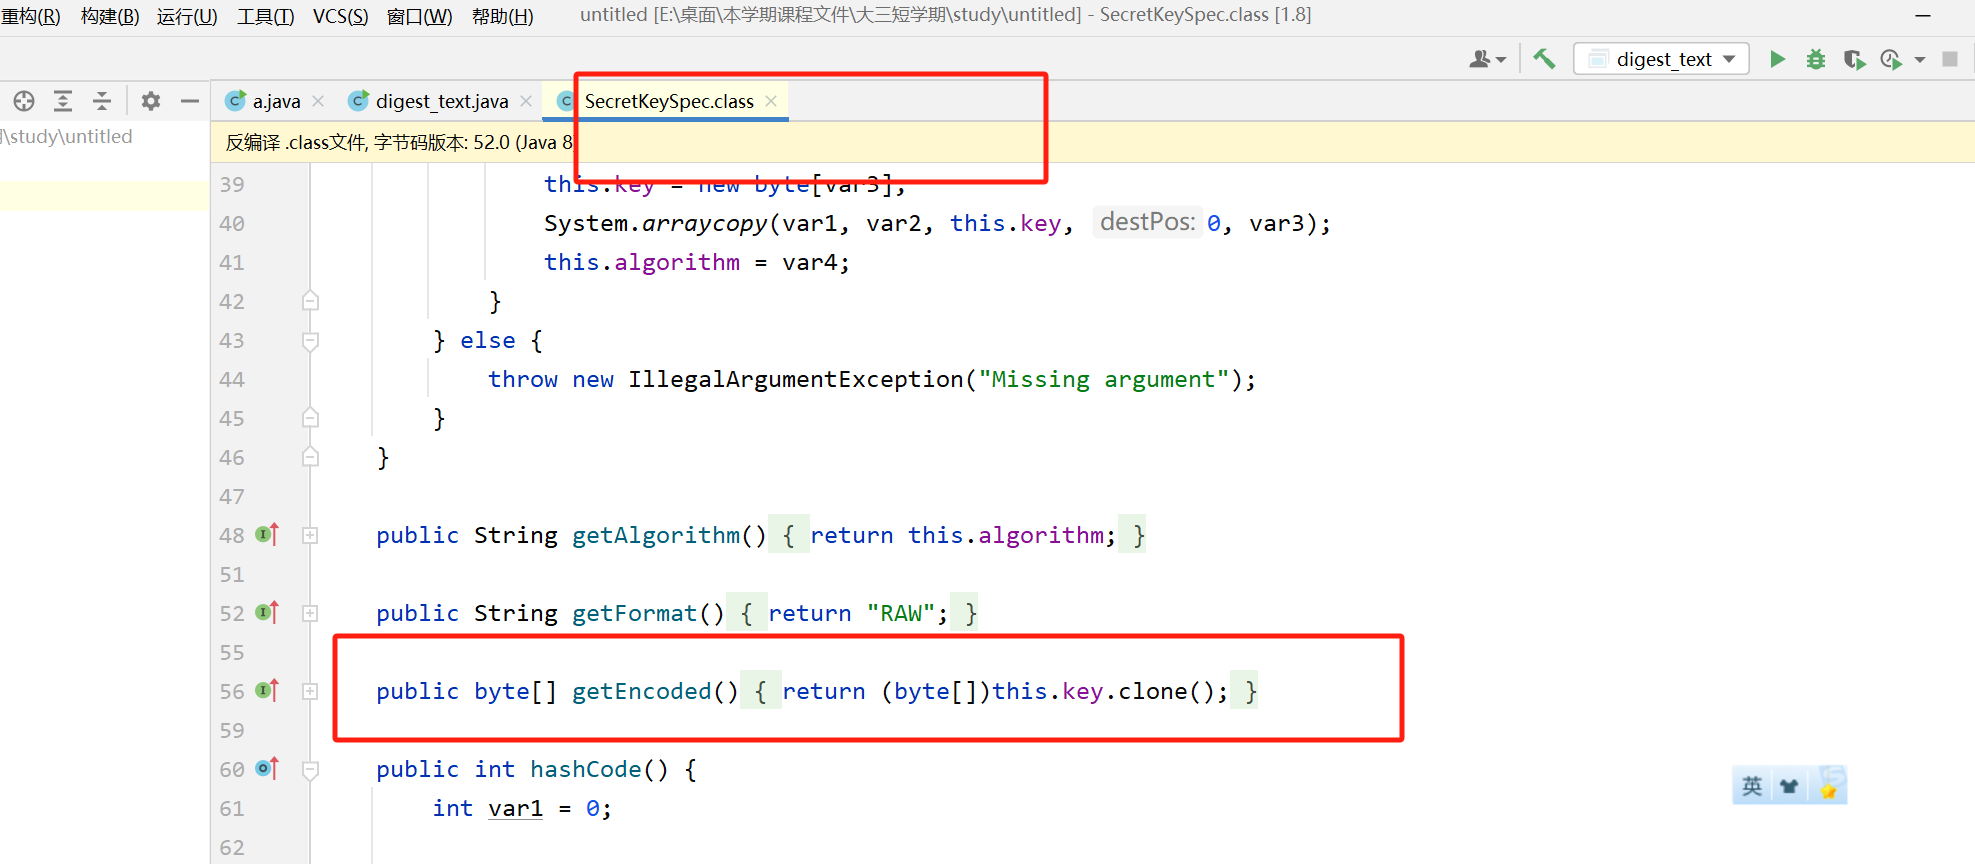 重构(R) 构建(B) 运行(U) 工具(T) VCS(S) 窗口(W) 帮助(H) untitled [E:\桌面\本学期课程文件\大三短学期\study\untitled] - SecretKeySpec.class [1.8]
digest_text
a.java digest_text.java SecretKeySpec.class
\study\untitled
反编译 .class文件, 字节码版本: 52.0 (Java 8
39 this.key = new byte[var3];
40 System.arraycopy(var1, var2, this.key, destPos: 0, var3);
41 this.algorithm = var4;
42 }
43 } else {
44 throw new IllegalArgumentException("Missing argument");
45 }
46 }
47
48 public String getAlgorithm() { return this.algorithm; }
51
52 public String getFormat() { return "RAW"; }
55
56 public byte[] getEncoded() { return (byte[])this.key.clone(); }
59
60 public int hashCode() {
61 int var1 = 0;
62
英